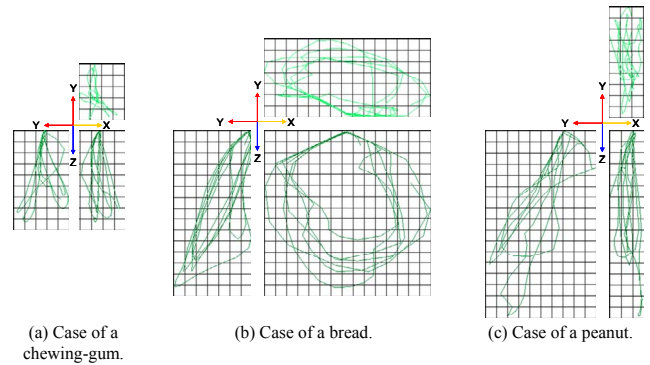 Y
Y
X
Z
Y
Y
X
Z
Y
Y
X
Z
(a) Case of a
chewing-gum.
(b) Case of a bread.
(c) Case of a peanut.